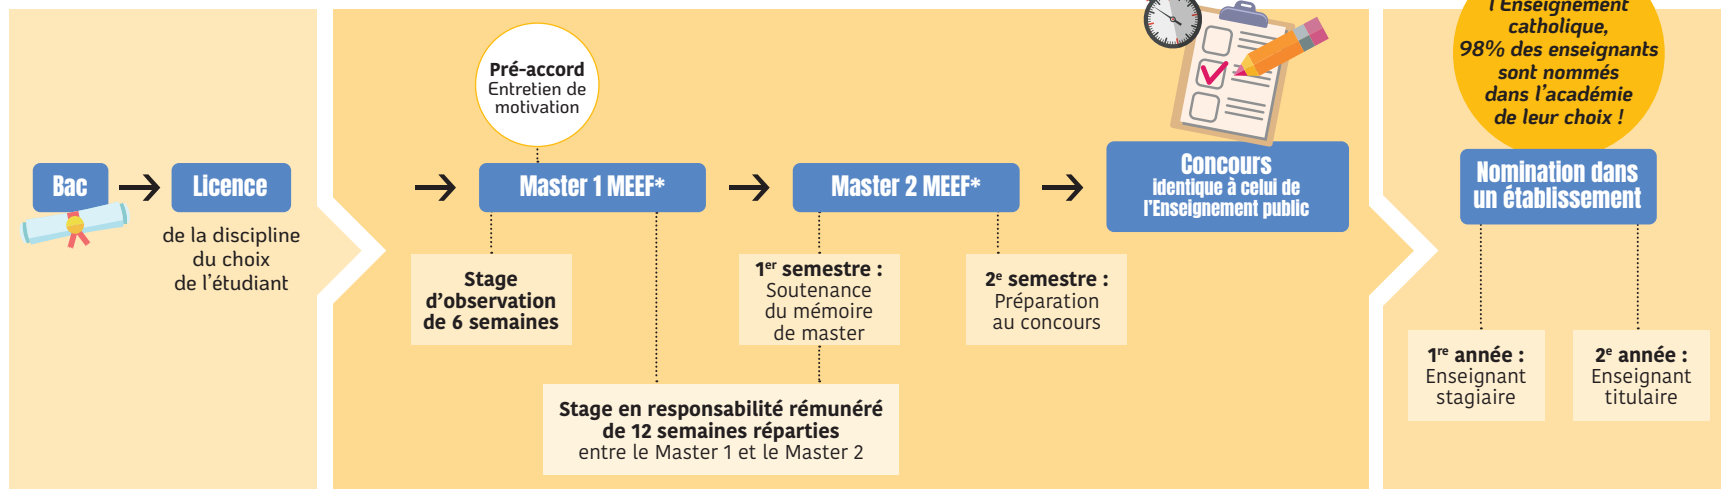 Bac
Licence
de la discipline
du choix
de l'étudiant
Pré-accord
Entretien de
motivation
Master 1 MEEF*
Stage
d'observation
de 6 semaines
Master 2 MEEF*
1er semestre :
Soutenance
du mémoire
de master
2e semestre :
Préparation
au concours
Stage en responsabilité rémunéré
de 12 semaines réparties
entre le Master 1 et le Master 2
Concours
identique à celui de
l'Enseignement public
l'Enseignement
catholique,
98% des enseignants
sont nommés
dans l'académie
de leur choix !
Nomination dans
un établissement
1re année :
Enseignant
stagiaire
2e année :
Enseignant
titulaire